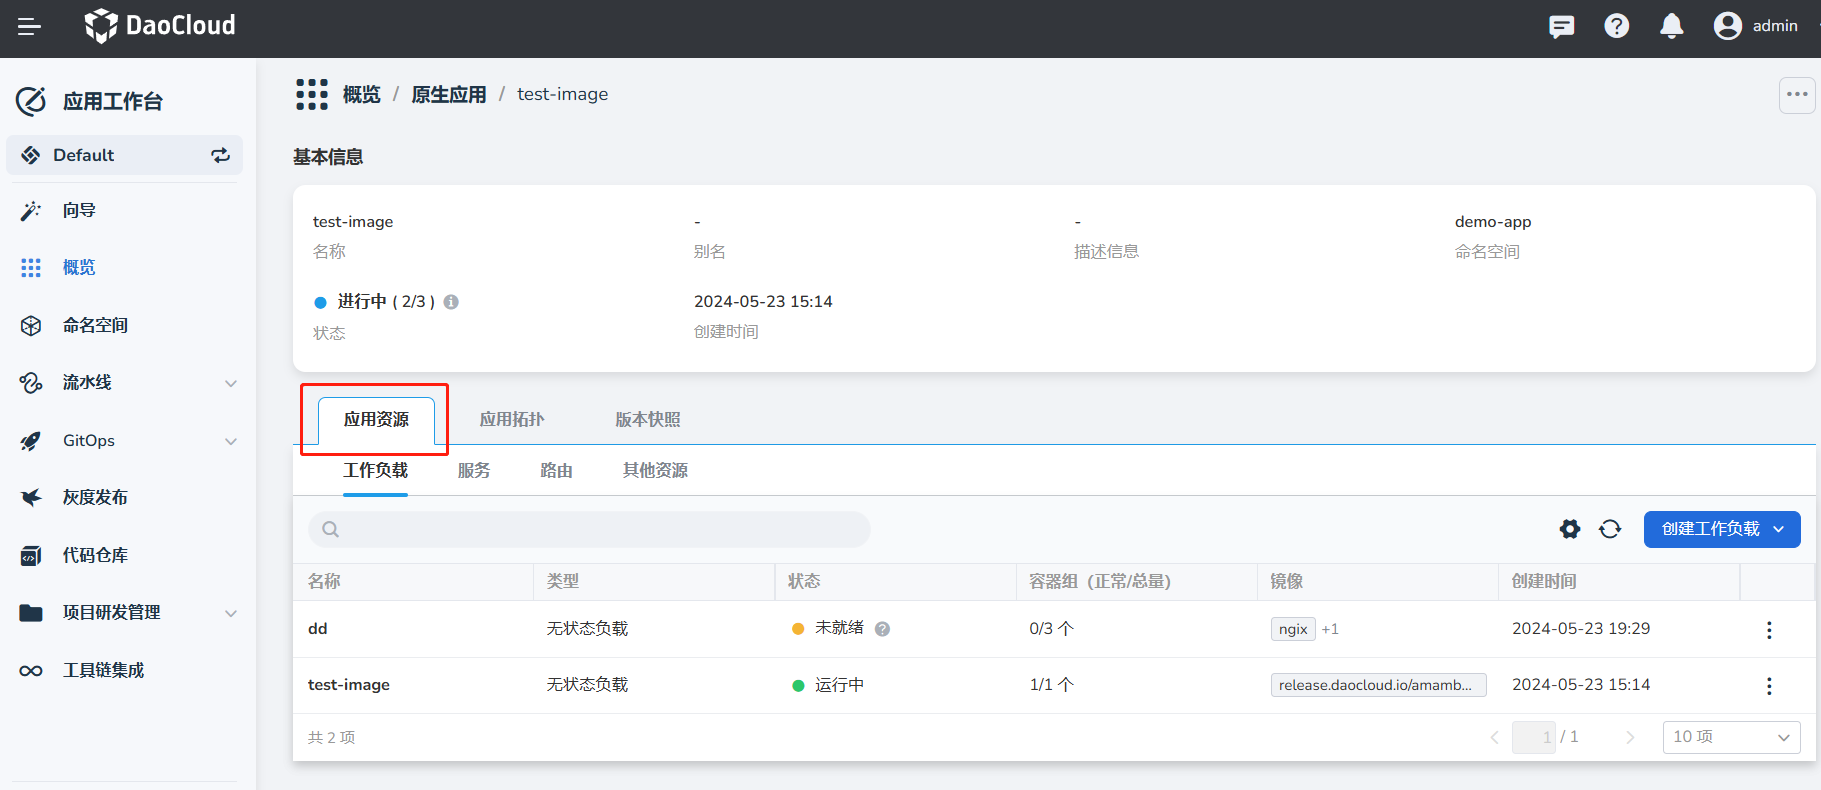 DaoCloud
admin
应用工作台
Default
向导
概览
命名空间
流水线
GitOps
灰度发布
代码仓库
项目研发管理
工具链集成
概览 / 原生应用 / test-image
基本信息
test-image - - demo-app
名称 别名 描述信息 命名空间
进行中 ( 2/3 ) 2024-05-23 15:14
状态 创建时间
应用资源 应用拓扑 版本快照
工作负载 服务 路由 其他资源
创建工作负载
名称 类型 状态 容器组（正常/总量） 镜像 创建时间
dd 无状态负载 未就绪 0/3 个 ngix +1 2024-05-23 19:29
test-image 无状态负载 运行中 1/1 个 release.daocloud.io/amamb... 2024-05-23 15:14
共 2 项 1 / 1 10 项